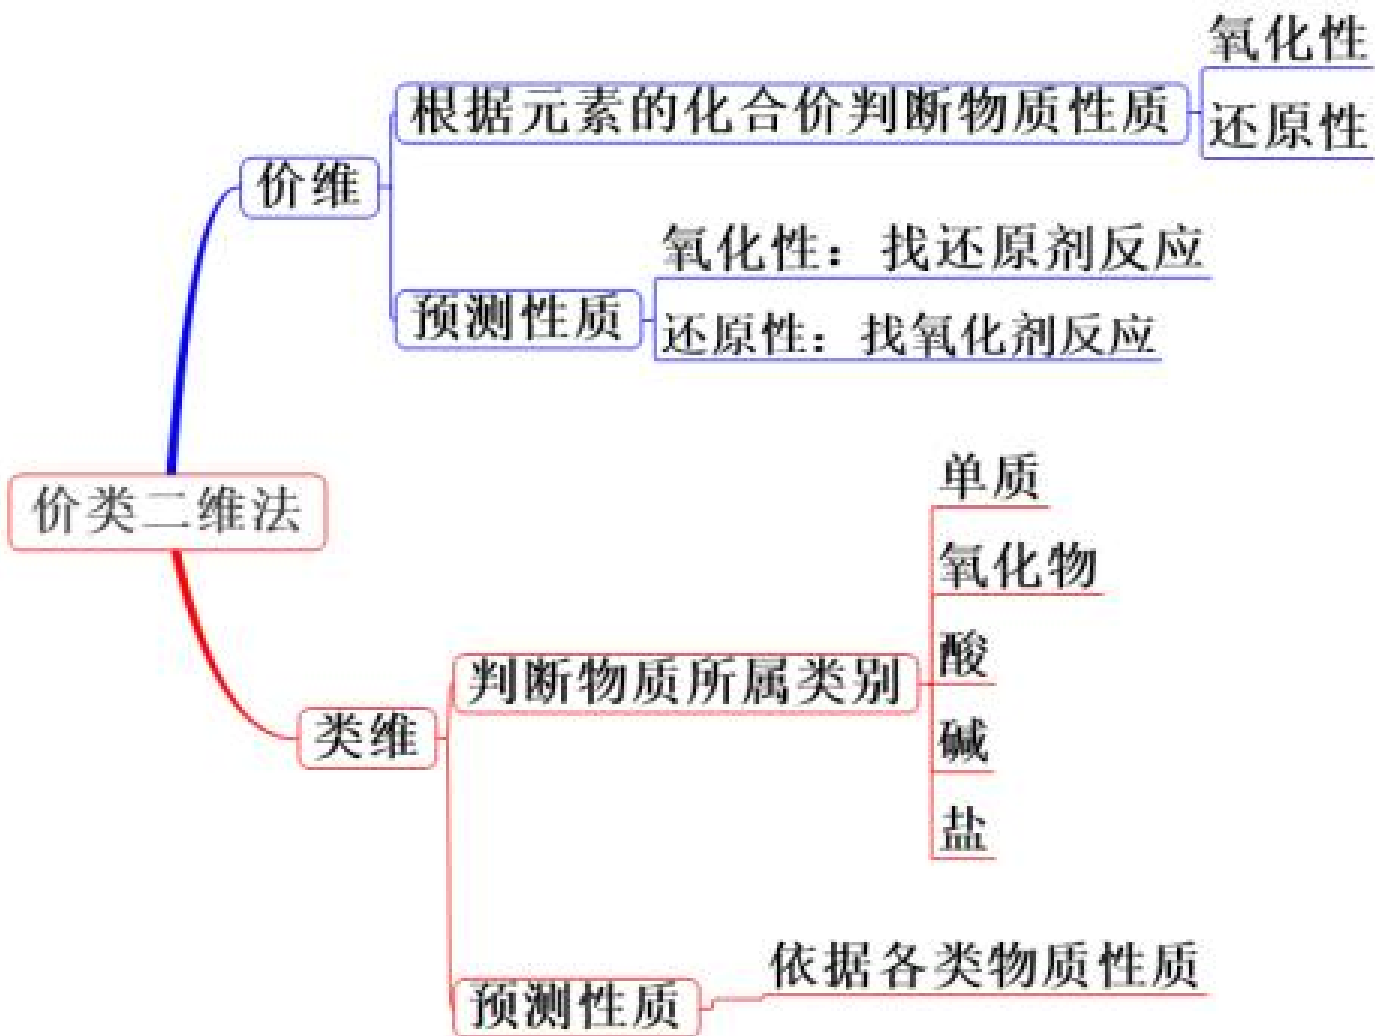 价类二维法
价维
根据元素的化合价判断物质性质
氧化性
还原性
预测性质
氧化性：找还原剂反应
还原性：找氧化剂反应
类维
判断物质所属类别
单质
氧化物
酸
碱
盐
预测性质
依据各类物质性质